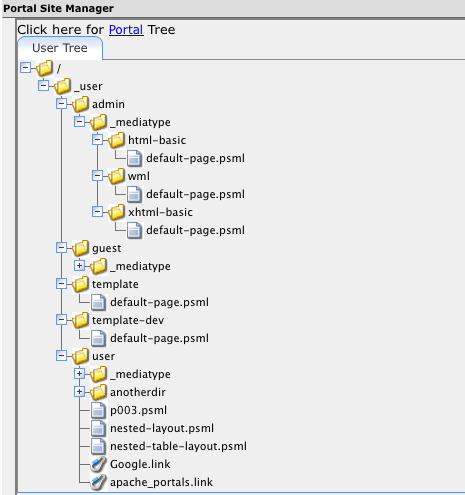 Portal Site Manager
Click here for Portal Tree
User Tree
/
_user
admin
_mediatype
html-basic
default-page.psml
wml
default-page.psml
xhtml-basic
default-page.psml
guest
_mediatype
template
default-page.psml
template-dev
default-page.psml
user
_mediatype
anotherdir
p003.psml
nested-layout.psml
nested-table-layout.psml
Google.link
apache_portals.link